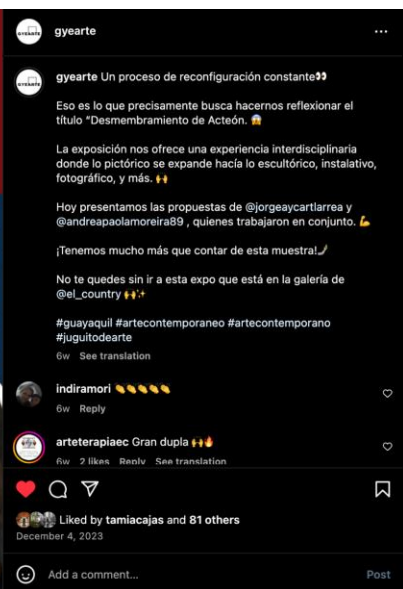 gyearte
gyearte Un proceso de reconfiguración constante👀
Eso es lo que precisamente busca hacernos reflexionar el
título "Desmembramiento de Acteón. 😱
La exposición nos ofrece una experiencia interdisciplinaria
donde lo pictórico se expande hacía lo escultórico, instalativo,
fotográfico, y más. 🙌
Hoy presentamos las propuestas de @jorgeaycartlarrea y
@andreapaolamoreira89 , quienes trabajaron en conjunto. 💪
¡Tenemos mucho más que contar de esta muestra!🤳
No te quedes sin ir a esta expo que está en la galería de
@el_country 🙌✨
#guayaquil #artecontemporaneo #artecontemporano
#juguitodearte
6w See translation
indiramori 👏👏👏👏👏
6w Reply
arteterapiaec Gran dupla 🙌🔥
6w 2 likes Reply See translation
Liked by tamiacajas and 81 others
December 4, 2023
Add a comment...
Post